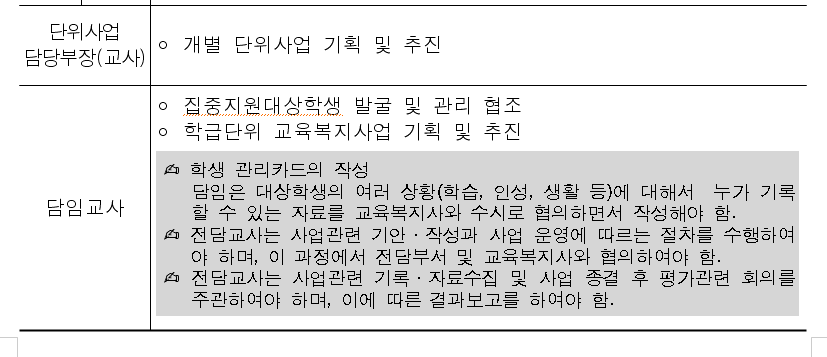 단위사업
담당부장(교사)
○ 개별 단위사업 기획 및 추진
담임교사
○ 집중지원대상학생 발굴 및 관리 협조
○ 학급단위 교육복지사업 기획 및 추진
✍ 학생 관리카드의 작성
담임은 대상학생의 여러 상황(학습, 인성, 생활 등)에 대해서 누가 기록
할 수 있는 자료를 교육복지사와 수시로 협의하면서 작성해야 함.
✍ 전담교사는 사업관련 기안·작성과 사업 운영에 따르는 절차를 수행하여
야 하며, 이 과정에서 전담부서 및 교육복지사와 협의하여야 함.
✍ 전담교사는 사업관련 기록·자료수집 및 사업 종결 후 평가관련 회의를
주관하여야 하며, 이에 따른 결과보고를 하여야 함.